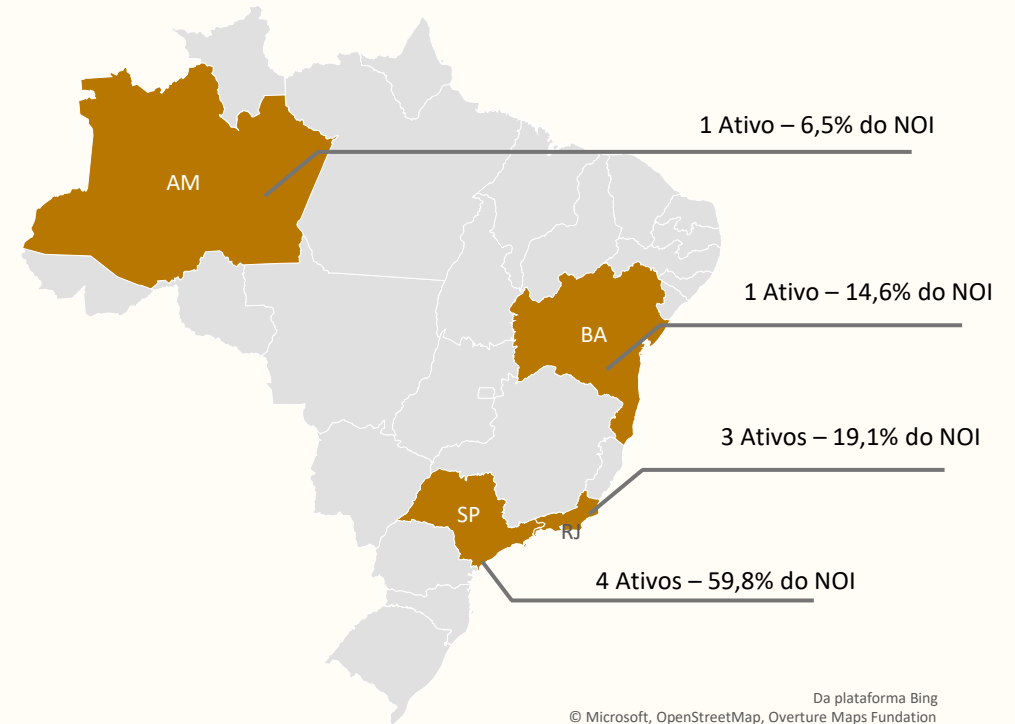 1 Ativo – 6,5% do NOI
AM
1 Ativo – 14,6% do NOI
BA
3 Ativos – 19,1% do NOI
SP
RJ
4 Ativos – 59,8% do NOI
Da plataforma Bing
© Microsoft, OpenStreetMap, Overture Maps Fundation